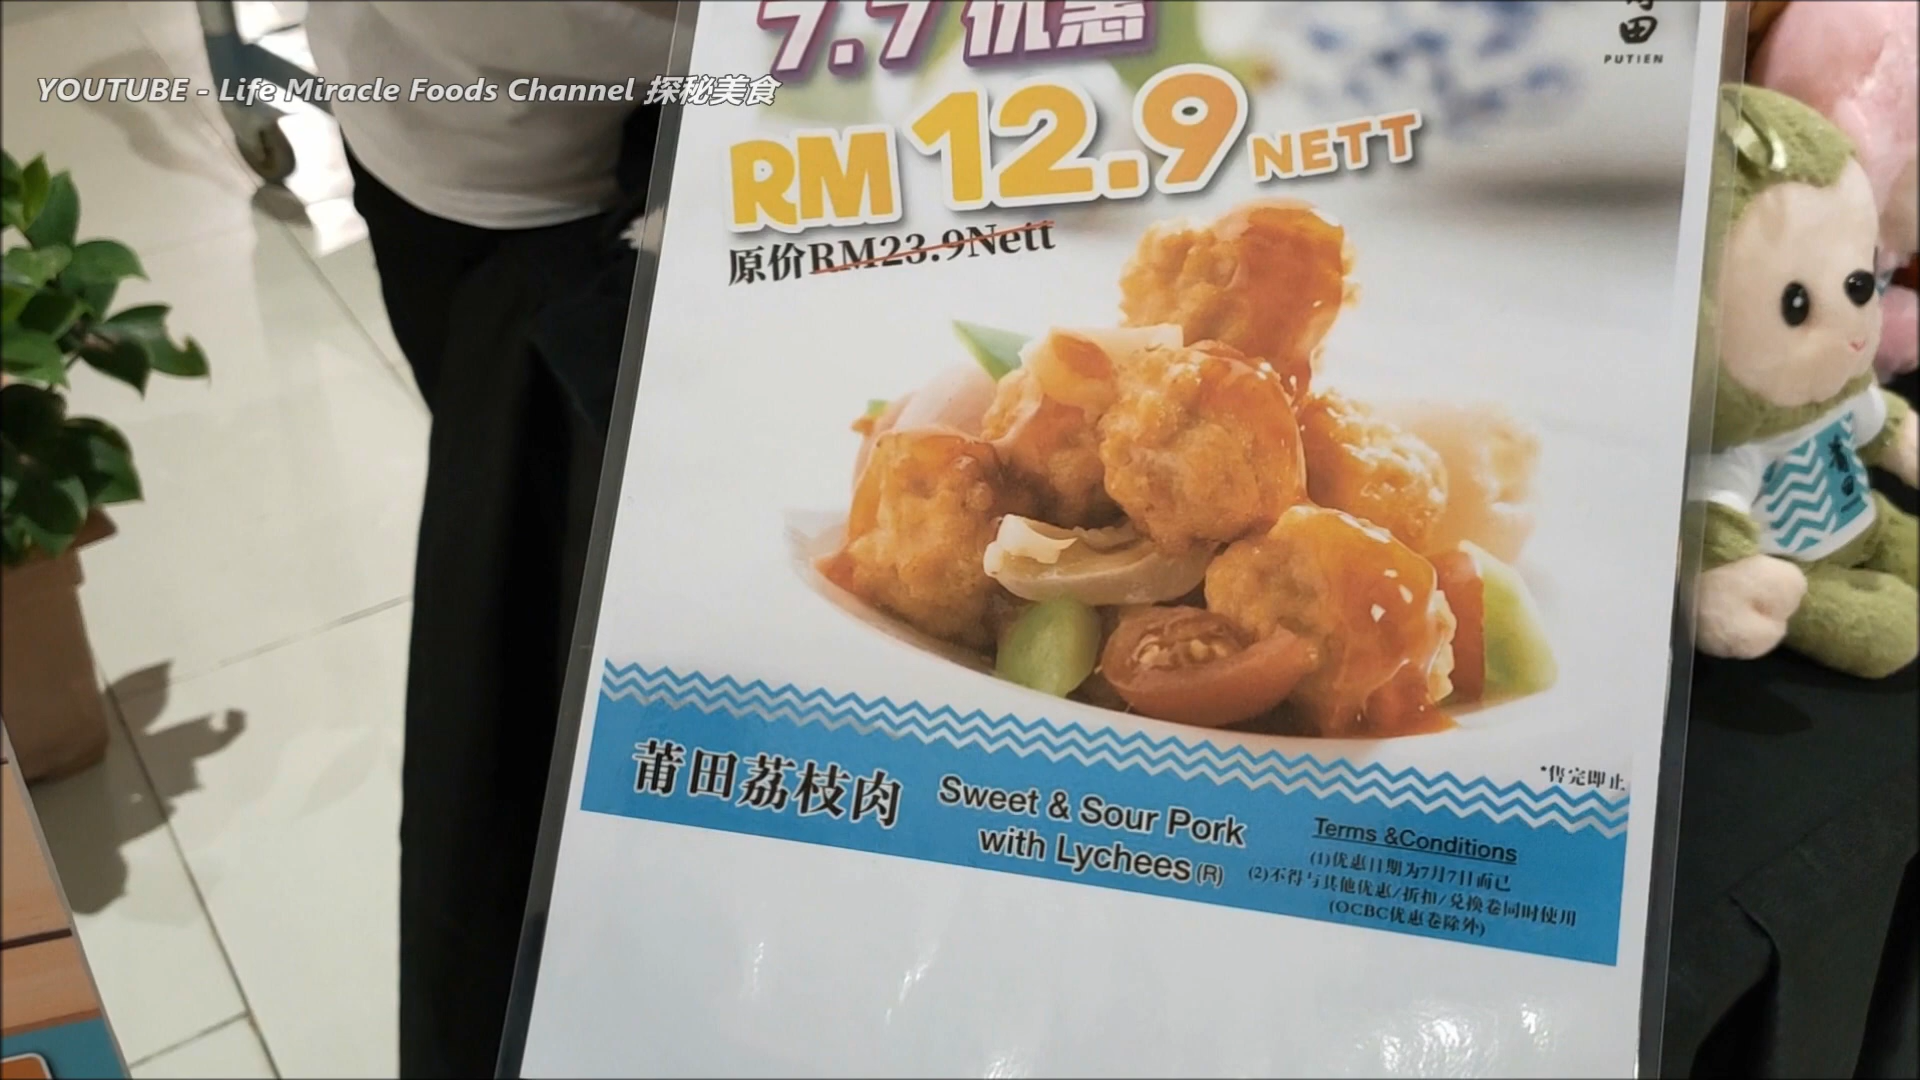 YOUTUBE - Life Miracle Foods Channel 探秘美食
7.7 优惠
莆田
PUTIEN
RM 12.9 NETT
原价RM23.9Nett
*售完即止
莆田荔枝肉
Sweet & Sour Pork
with Lychees (R)
Terms &Conditions
(1)优惠日期为7月7日而已
(2)不得与其他优惠/折扣/兑换卷同时使用
(OCBC优惠卷除外)
莆田